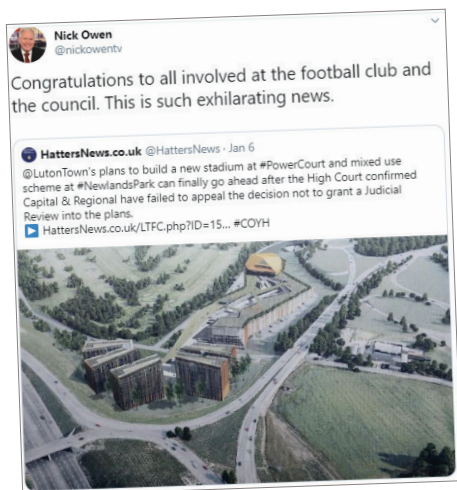 Nick Owen
@nickowentv
Congratulations to all involved at the football club and
the council. This is such exhilarating news.
HattersNews.co.uk @HattersNews · Jan 6
@LutonTown's plans to build a new stadium at #PowerCourt and mixed use
scheme at #NewlandsPark can finally go ahead after the High Court confirmed
Capital & Regional have failed to appeal the decision not to grant a Judicial
Review into the plans.
HattersNews.co.uk/LTFC.php?ID=15... #COYH